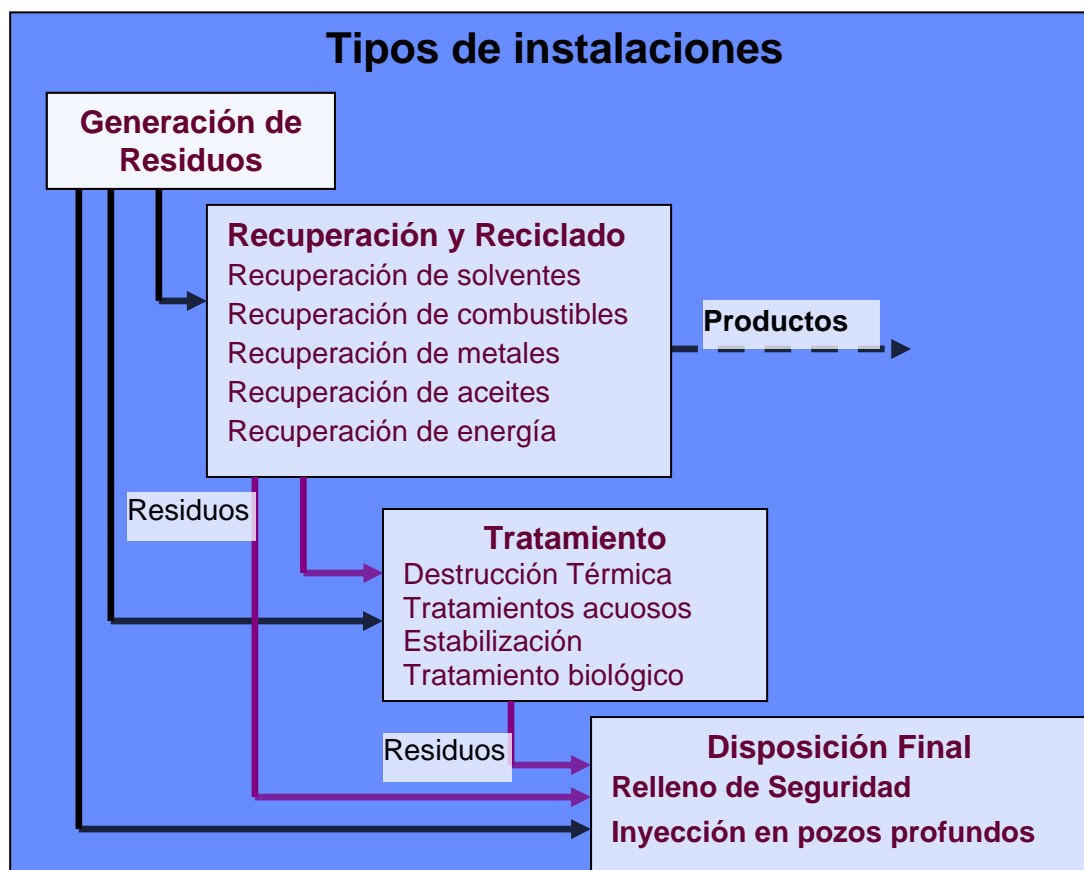 Tipos de instalaciones
Generación de
Residuos
Recuperación y Reciclado
Recuperación de solventes
Recuperación de combustibles
Recuperación de metales
Recuperación de aceites
Recuperación de energía
Productos
Residuos
Tratamiento
Destrucción Térmica
Tratamientos acuosos
Estabilización
Tratamiento biológico
Residuos
Disposición Final
Relleno de Seguridad
Inyección en pozos profundos